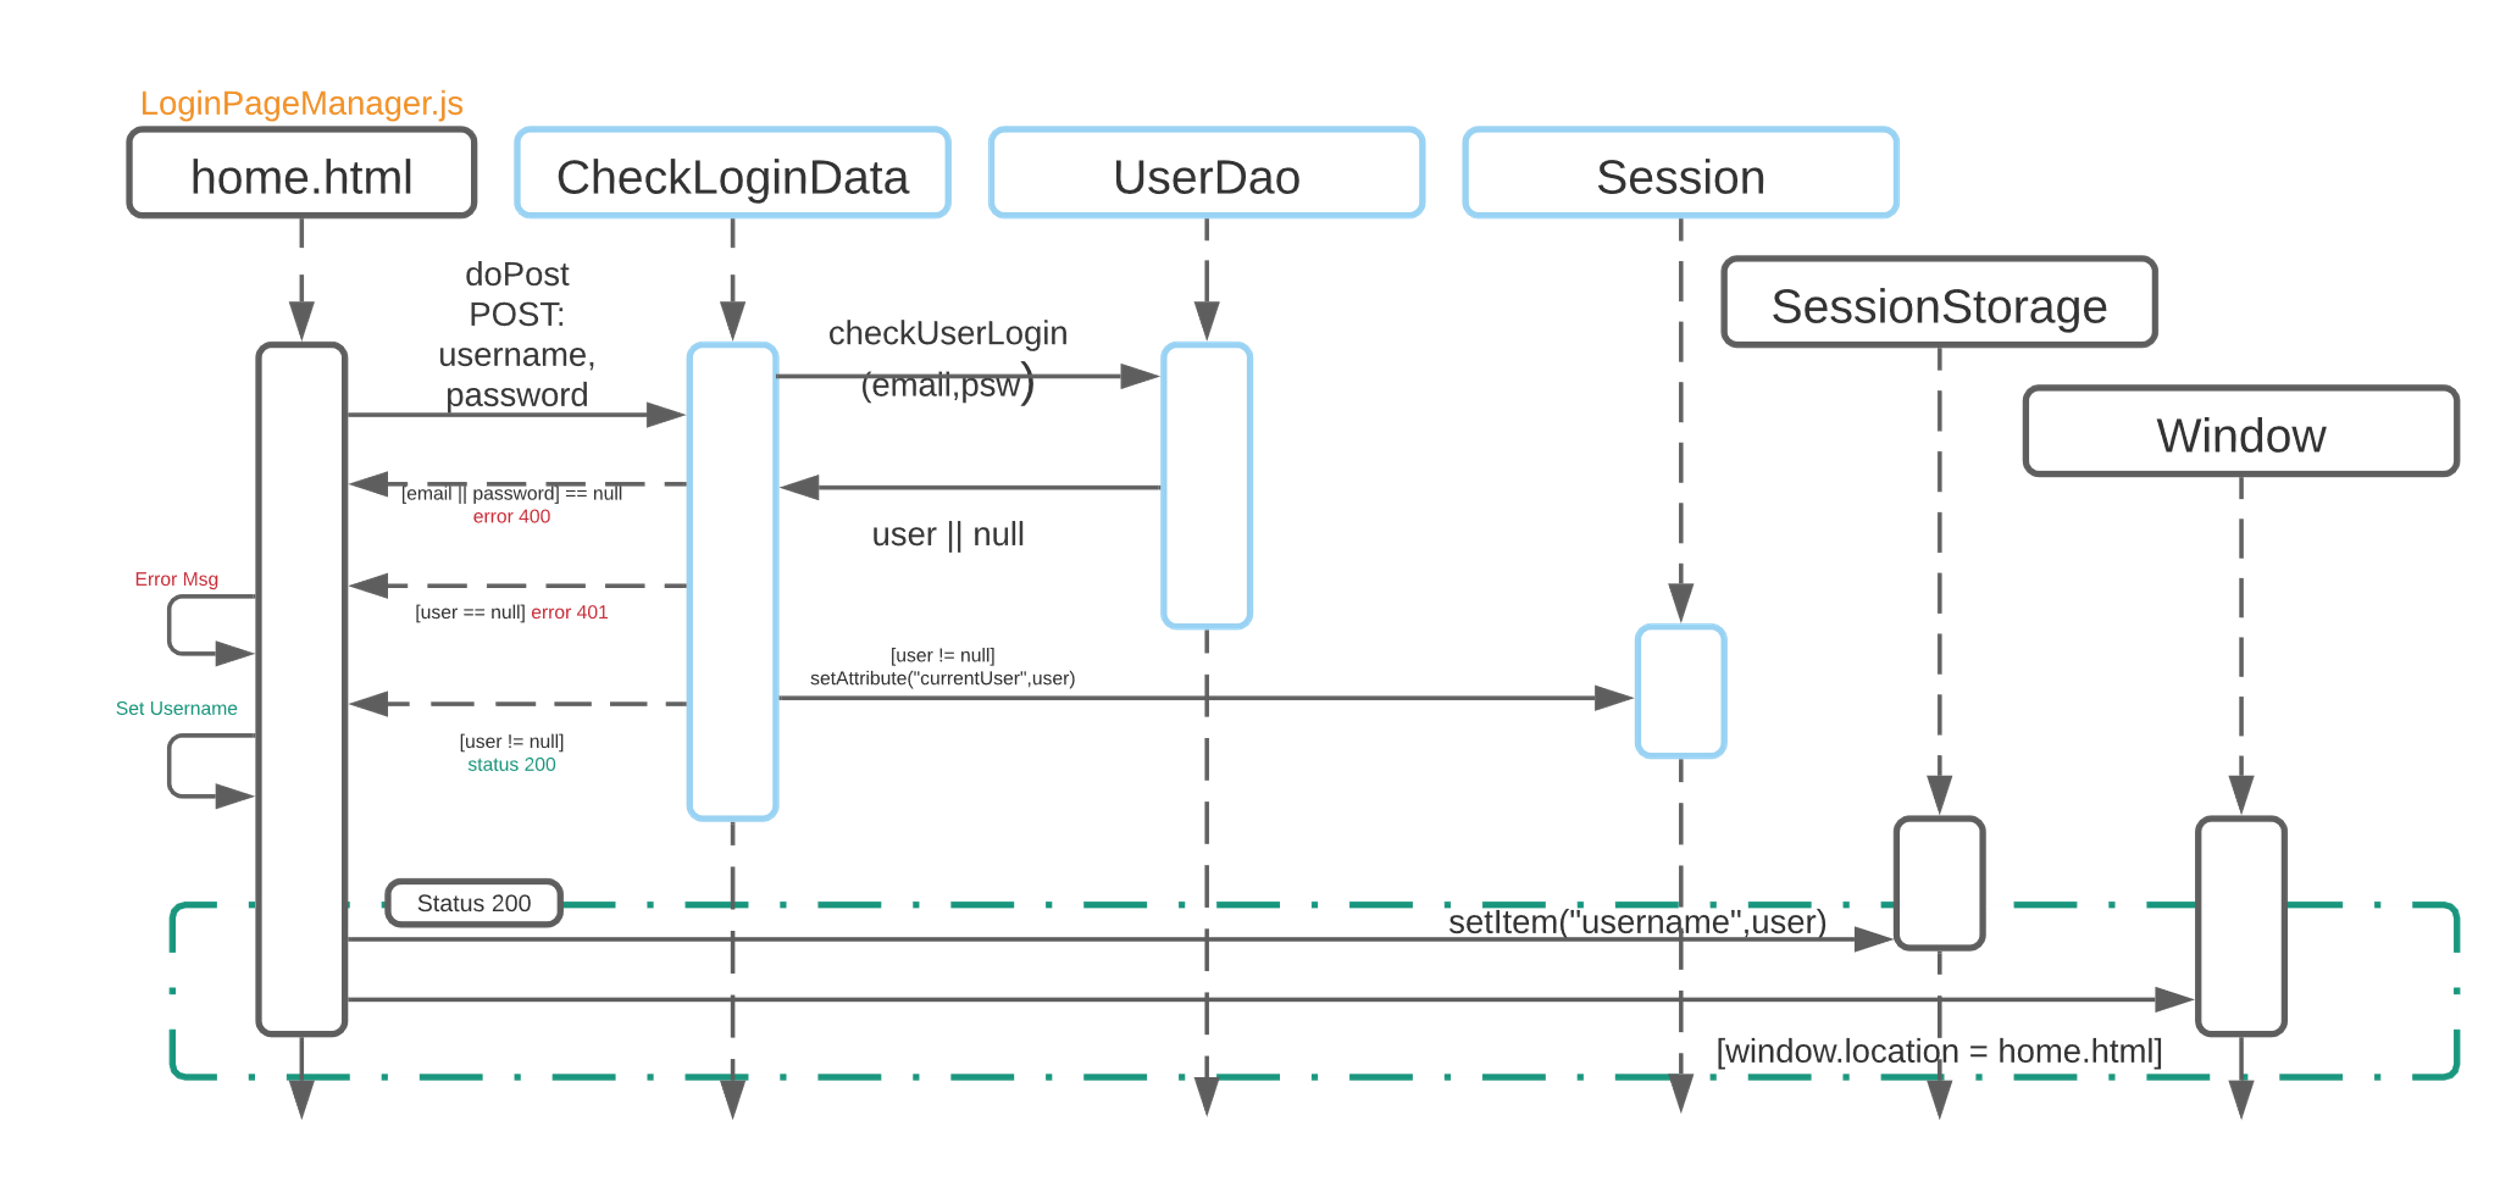 LoginPageManager.js
home.html
CheckLoginData
UserDao
Session
SessionStorage
Window
doPost
POST:
username,
password
checkUserLogin
(email,psw)
[email || password] == null
error 400
user || null
Error Msg
[user == null] error 401
[user != null]
setAttribute("currentUser",user)
Set Username
[user != null]
status 200
Status 200
setItem("username",user)
[window.location = home.html]